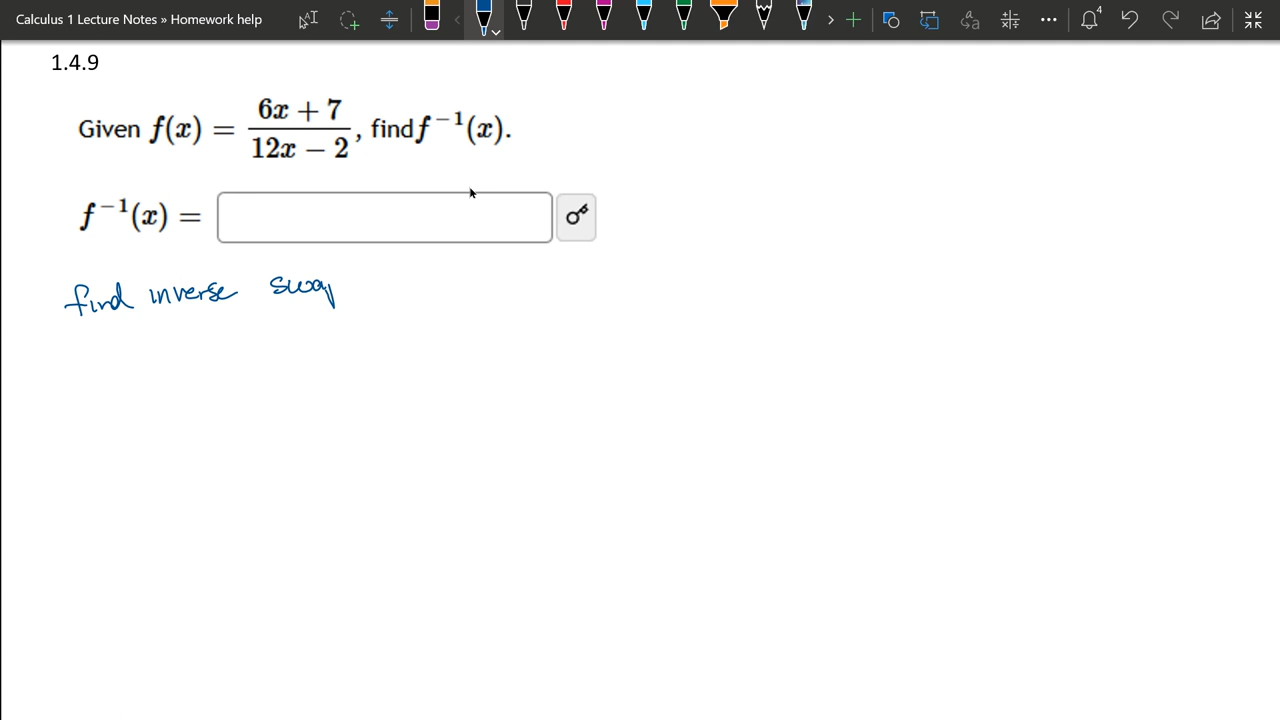 Calculus 1 Lecture Notes » Homework help
4
1.4.9
Given f(x) = (6x + 7)/(12x − 2), find f⁻¹(x).
f⁻¹(x) =
find inverse swap